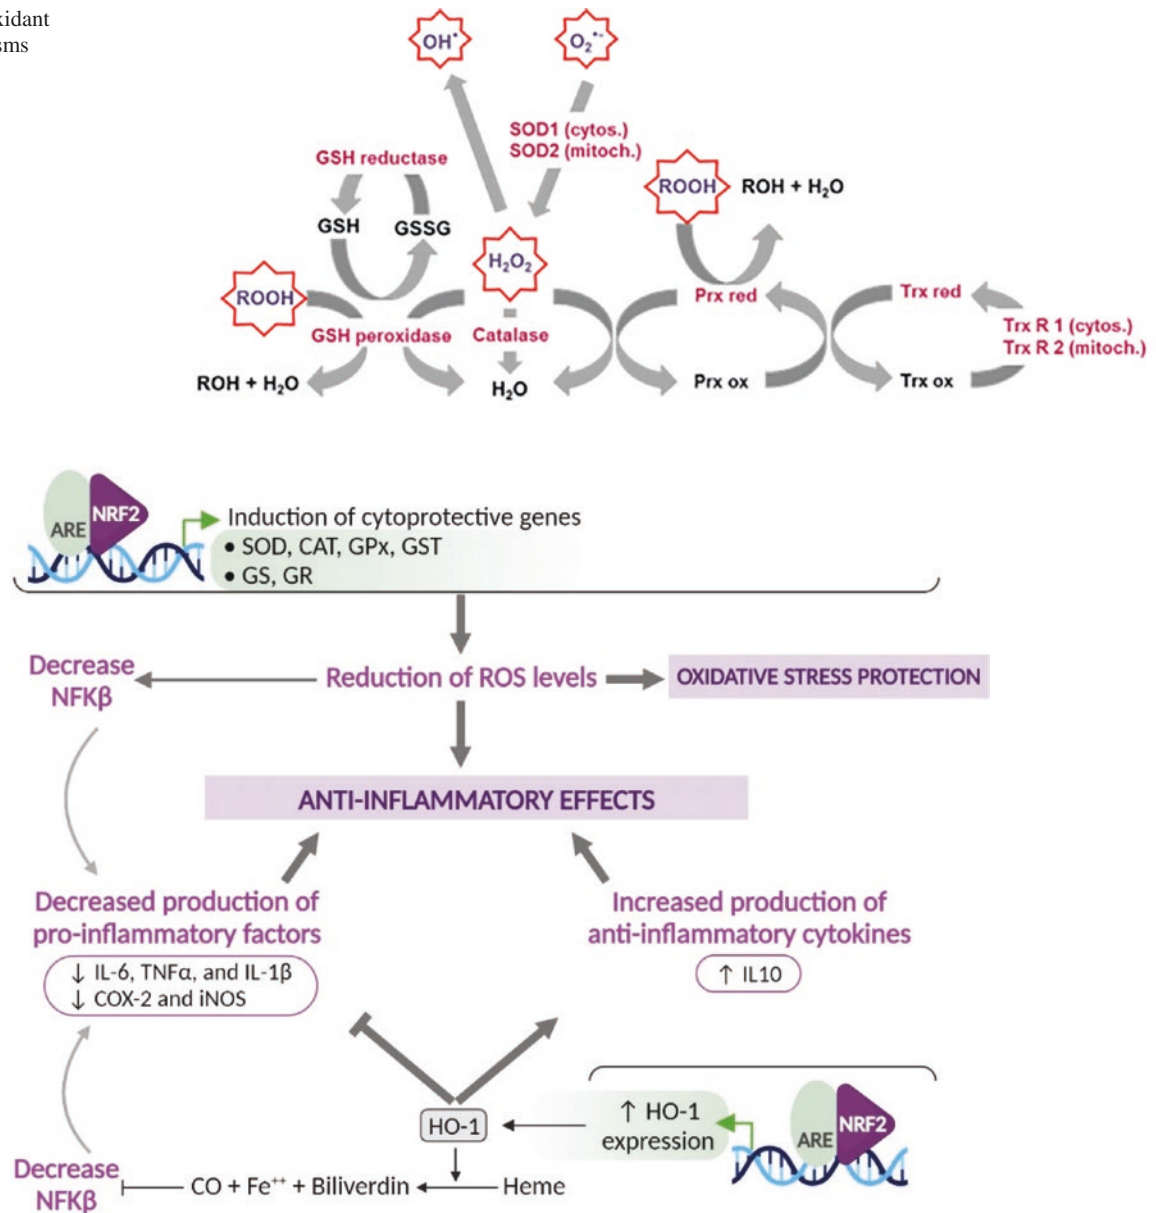 xidant
sms
OH•
O₂•−
SOD1 (cytos.)
SOD2 (mitoch.)
GSH reductase
ROOH
ROH + H₂O
GSH
GSSG
H₂O₂
ROOH
Prx red
Trx red
GSH peroxidase
Catalase
Trx R 1 (cytos.)
Trx R 2 (mitoch.)
ROH + H₂O
H₂O
Prx ox
Trx ox
ARE
NRF2
Induction of cytoprotective genes
• SOD, CAT, GPx, GST
• GS, GR
Decrease
NFKβ
Reduction of ROS levels
OXIDATIVE STRESS PROTECTION
ANTI-INFLAMMATORY EFFECTS
Decreased production of
pro-inflammatory factors
↓ IL-6, TNFα, and IL-1β
↓ COX-2 and iNOS
Increased production of
anti-inflammatory cytokines
↑ IL10
HO-1
↑ HO-1
expression
ARE
NRF2
Decrease
NFKβ
CO + Fe⁺⁺ + Biliverdin
Heme